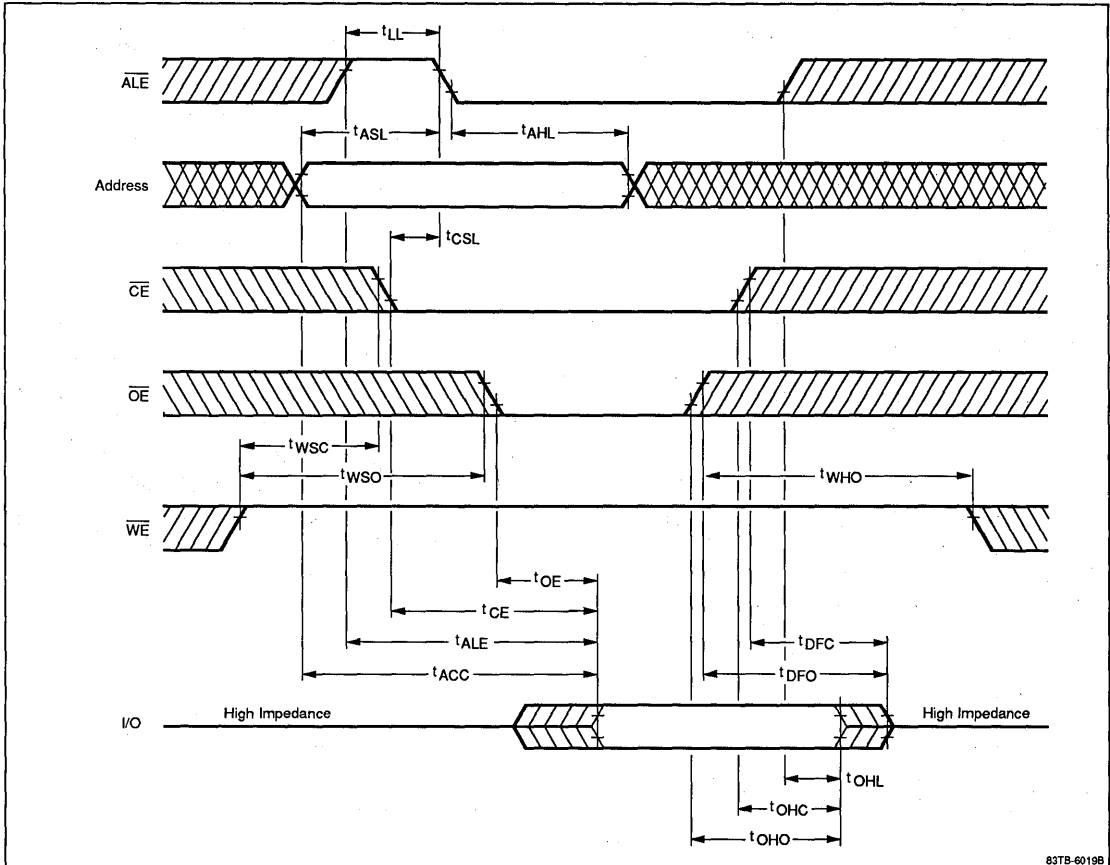 tLL
ALE
tASL
tAHL
Address
tCSL
CE
OE
tWSC
tWSO
tWHO
WE
tOE
tCE
tALE
tDFC
tACC
tDFO
I/O
High Impedance
High Impedance
tOHL
tOHC
tOHO
83TB-6019B